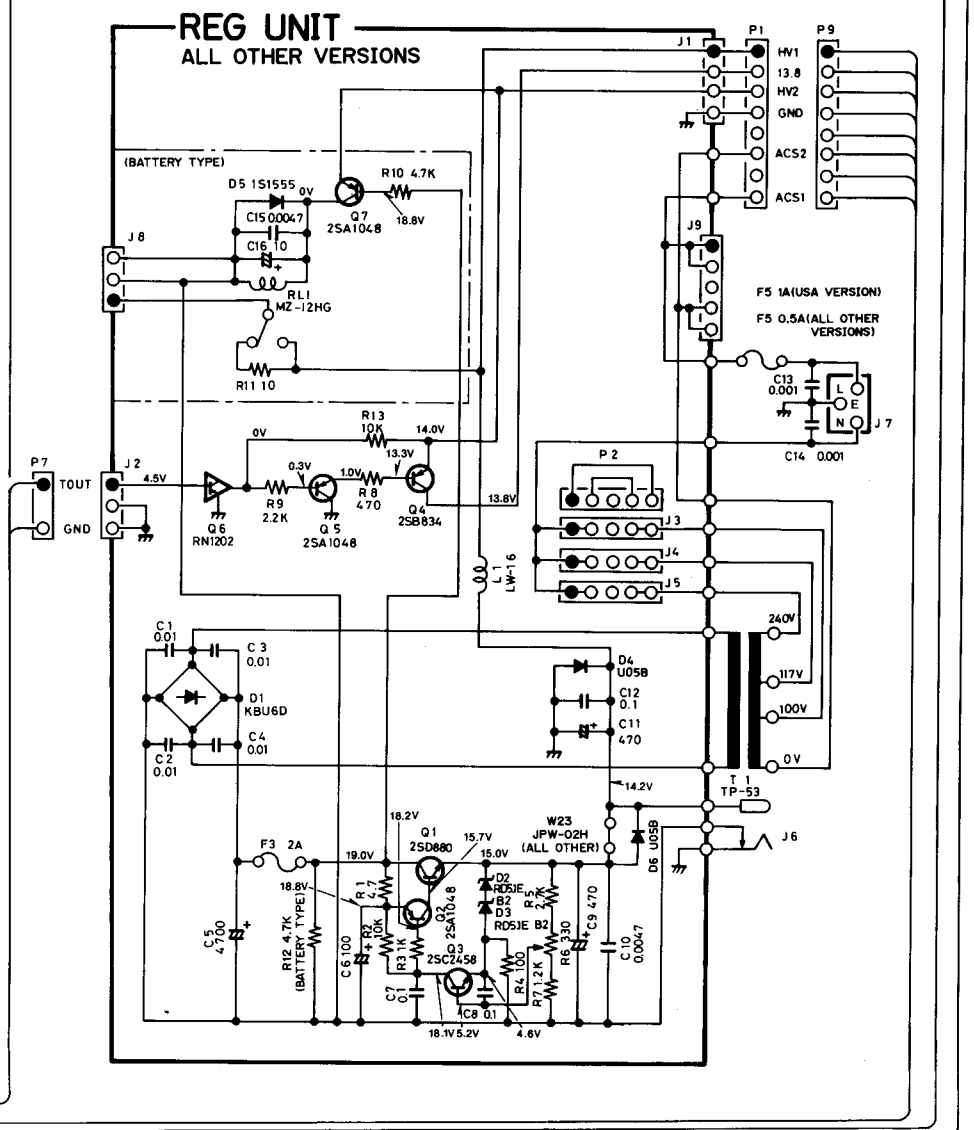 REG UNIT
ALL OTHER VERSIONS
J1
P1
P9
HV1
13.8
HV2
GND
ACS2
ACS1
(BATTERY TYPE)
D5 1S1555
0V
R10 4.7K
C15 0.0047
Q7
2SA1048
18.8V
C16 10
+
J8
J9
RL1
MZ-12HG
F5 1A(USA VERSION)
F5 0.5A(ALL OTHER
VERSIONS)
R11 10
C13
0.001
L
E
N
J7
C14 0.001
R13
10K
0V
14.0V
P7
J2
P2
TOUT
4.5V
0.3V
1.0V
13.3V
13.8V
R9
2.2K
R8
470
Q4
2SB834
GND
Q6
RN1202
Q5
2SA1048
J3
J4
J5
L1
LW-16
240V
C1
0.01
C3
0.01
D4
U05B
117V
D1
KBU6D
C12
0.1
100V
C11
470
+
C2
0.01
C4
0.01
0V
T1
TP-53
14.2V
18.2V
Q1
2SD880
15.7V
W23
JPW-02H
(ALL OTHER)
D6 U05B
J6
F3 2A
19.0V
15.0V
18.8V
R1
4.7
D2
RD51E
B2
D3
RD51E B2
R5
2.7K
C9 470
+
C5
4700
+
R12 4.7K
(BATTERY TYPE)
C6 100
+
R2
10K
Q2
2SA1048
R3 1K
Q3
2SC2458
R4 100
R6 330
C10
0.0047
C7
0.1
R7 1.2K
C8 0.1
18.1V
5.2V
4.6V